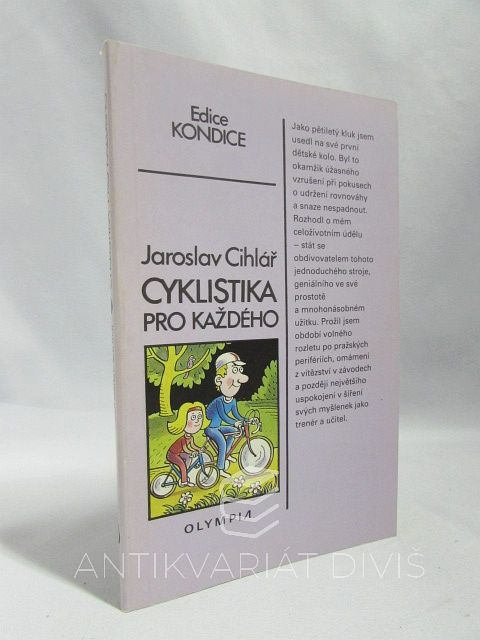 Edice
KONDICE
Jaroslav Cihlář
CYKLISTIKA
PRO KAŽDÉHO
OLYMPIA
Jako pětiletý kluk jsem
usedl na své první
dětské kolo. Byl to
okamžik úžasného
vzrušení při pokusech
o udržení rovnováhy
a snaze nespadnout.
Rozhodl o mém
celoživotním údělu
– stát se
obdivovatelem tohoto
jednoduchého stroje,
geniálního ve své
prostotě
a mnohonásobném
užitku. Prožil jsem
období volného
rozletu po pražských
perifériích, omámení
z vítězství v závodech
a později největšího
uspokojení v šíření
svých myšlenek jako
trenér a učitel.
ANTIKVARIÁT DIVIŠ